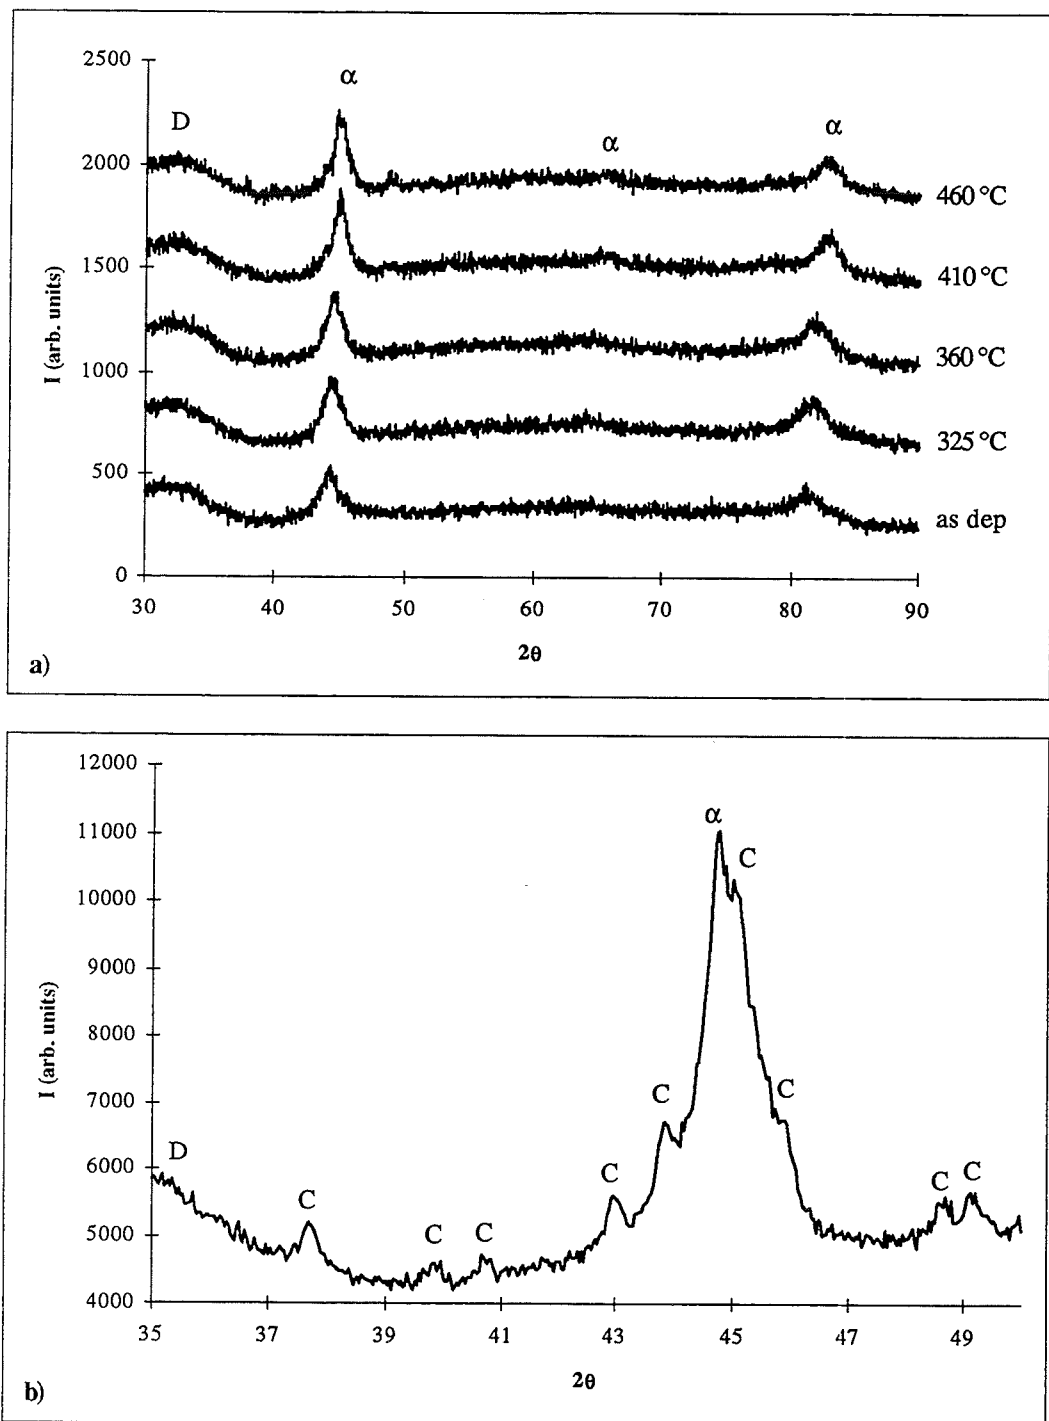 2500
2000
1500
1000
500
0
I (arb. units)
D
α
α
α
460 °C
410 °C
360 °C
325 °C
as dep
30 40 50 60 70 80 90
2θ
a)
12000
11000
10000
9000
8000
7000
6000
5000
4000
I (arb. units)
D
C
C
C
C
C
α
C
C
C
C
35 37 39 41 43 45 47 49
2θ
b)